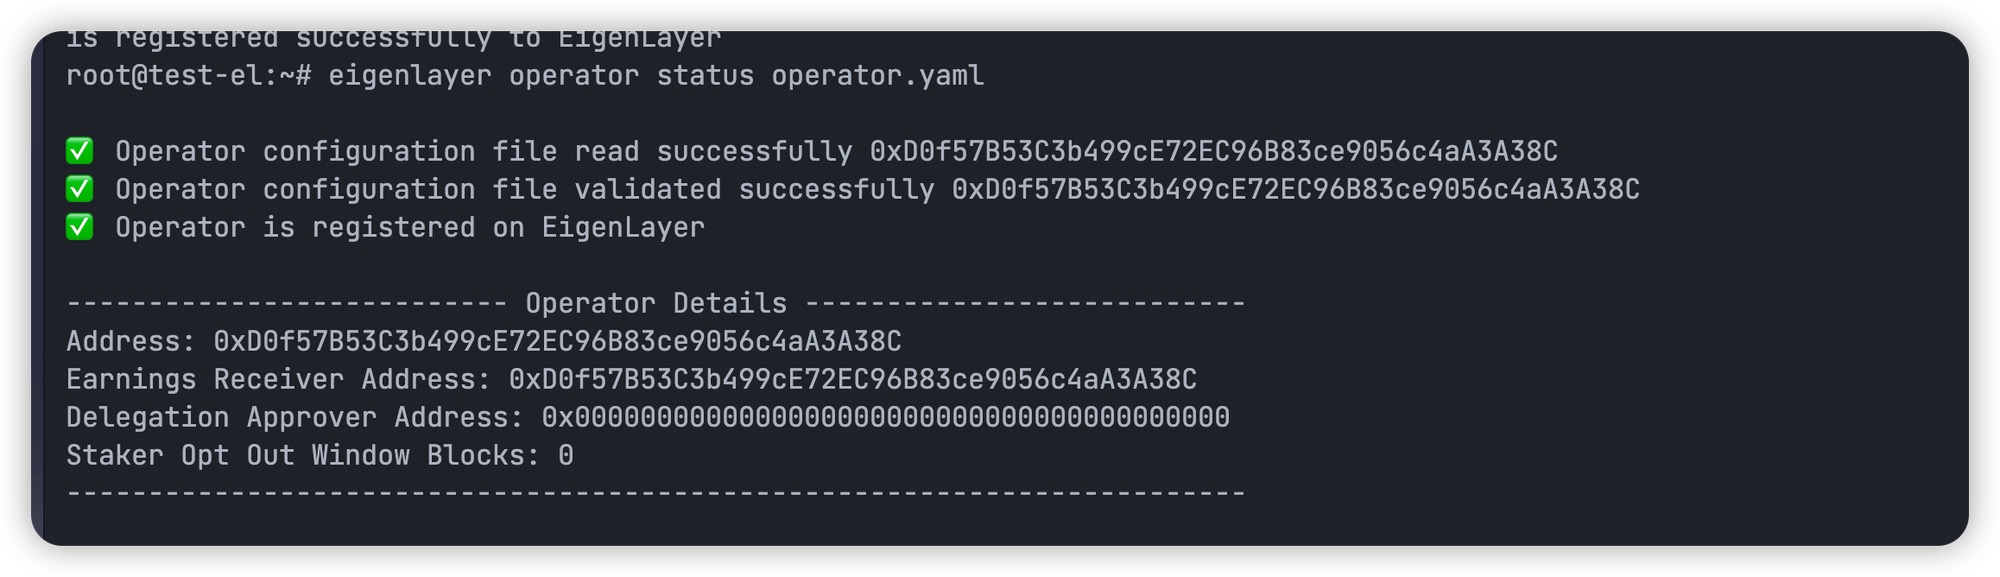 is registered successfully to EigenLayer
root@test-el:~# eigenlayer operator status operator.yaml
✅ Operator configuration file read successfully 0xD0f57B53C3b499cE72EC96B83ce9056c4aA3A38C
✅ Operator configuration file validated successfully 0xD0f57B53C3b499cE72EC96B83ce9056c4aA3A38C
✅ Operator is registered on EigenLayer
--------------------------- Operator Details ---------------------------
Address: 0xD0f57B53C3b499cE72EC96B83ce9056c4aA3A38C
Earnings Receiver Address: 0xD0f57B53C3b499cE72EC96B83ce9056c4aA3A38C
Delegation Approver Address: 0x0000000000000000000000000000000000000000
Staker Opt Out Window Blocks: 0
------------------------------------------------------------------------